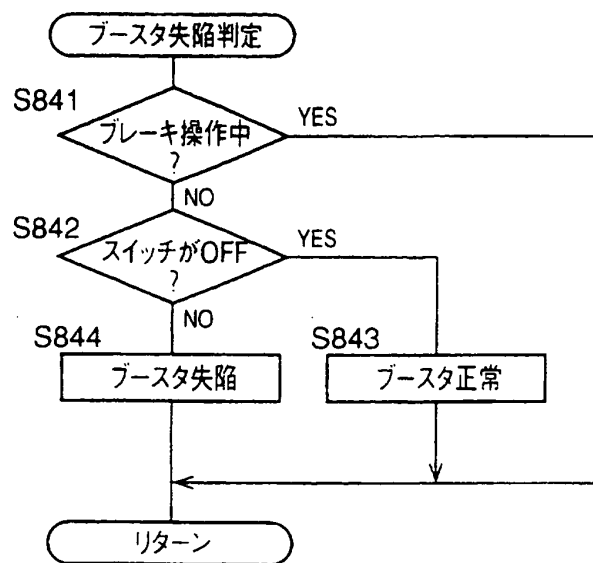 ブースタ失陥判定
S841
ブレーキ操作中
?
YES
NO
S842
スイッチがOFF
?
YES
NO
S844
ブースタ失陥
S843
ブースタ正常
リターン